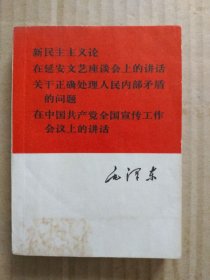 新民主主义论
在延安文艺座谈会上的讲话
关于正确处理人民内部矛盾
的问题
在中国共产党全国宣传工作
会议上的讲话
毛泽东